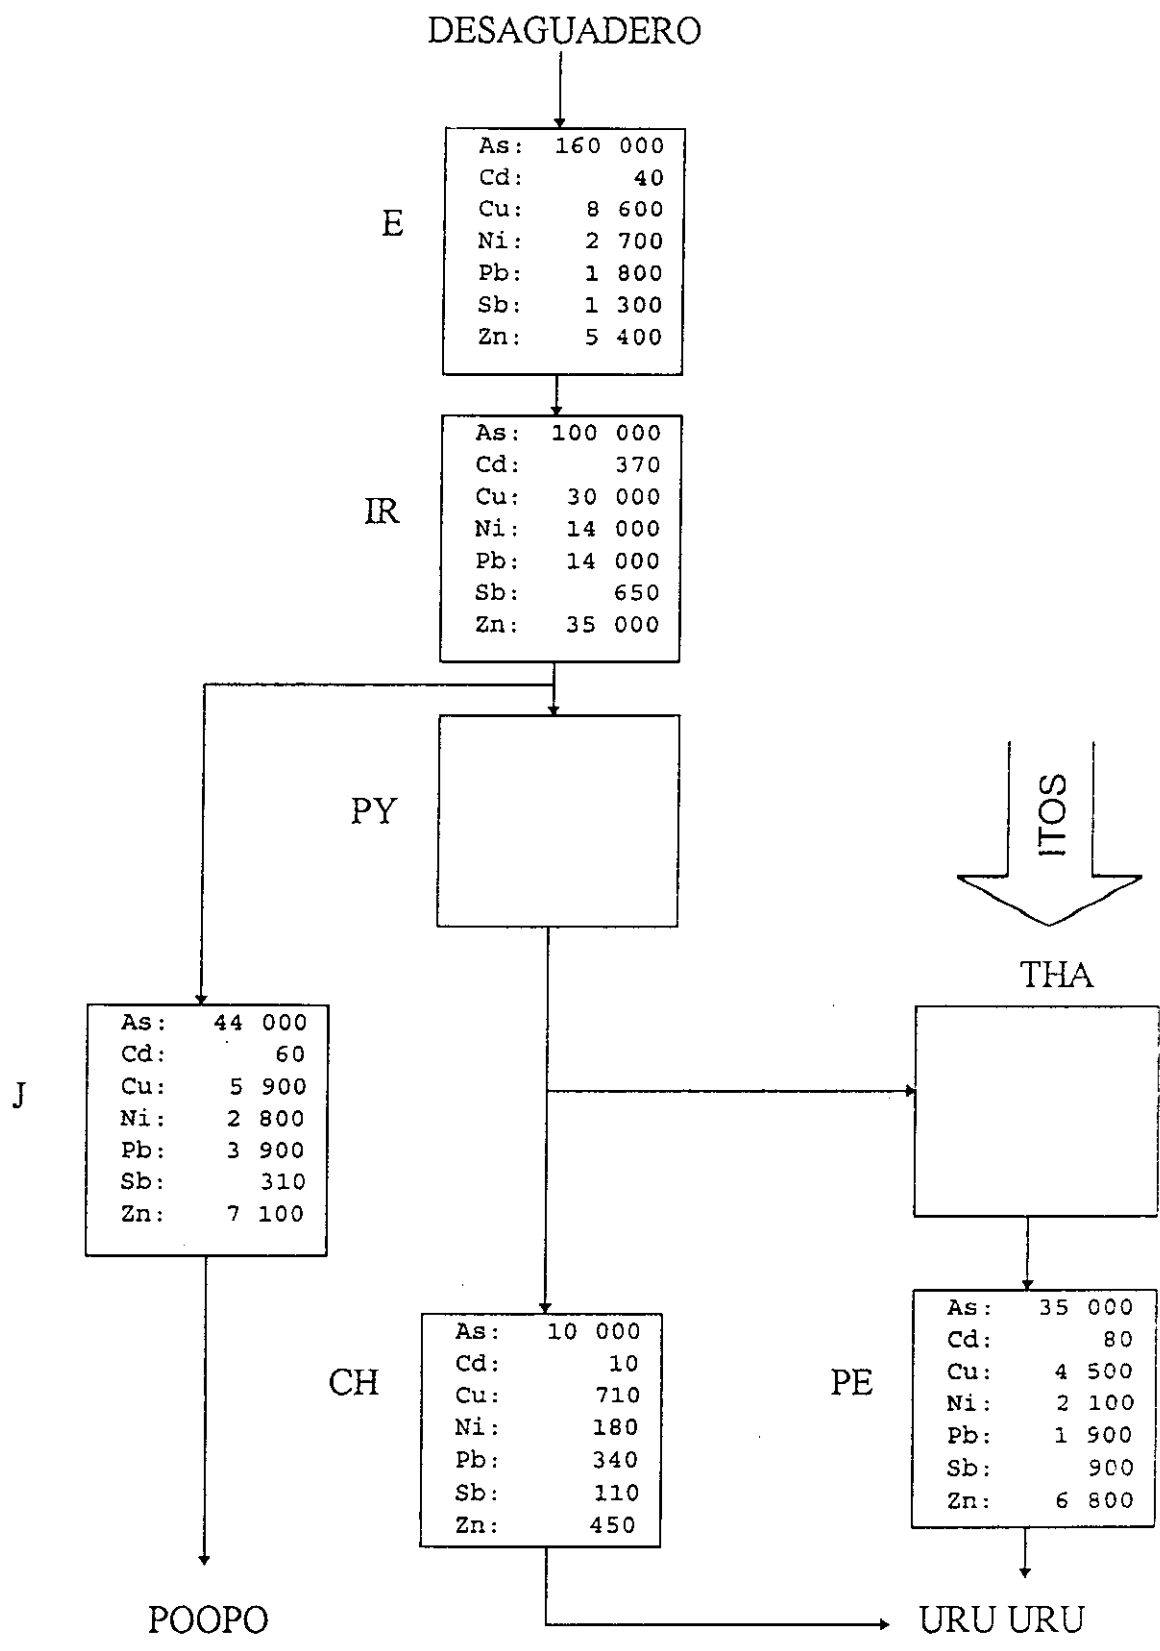 DESAGUADERO
E
As: 160 000
Cd: 40
Cu: 8 600
Ni: 2 700
Pb: 1 800
Sb: 1 300
Zn: 5 400
IR
As: 100 000
Cd: 370
Cu: 30 000
Ni: 14 000
Pb: 14 000
Sb: 650
Zn: 35 000
PY
ITOS
THA
J
As: 44 000
Cd: 60
Cu: 5 900
Ni: 2 800
Pb: 3 900
Sb: 310
Zn: 7 100
CH
As: 10 000
Cd: 10
Cu: 710
Ni: 180
Pb: 340
Sb: 110
Zn: 450
PE
As: 35 000
Cd: 80
Cu: 4 500
Ni: 2 100
Pb: 1 900
Sb: 900
Zn: 6 800
POOPO
URU URU